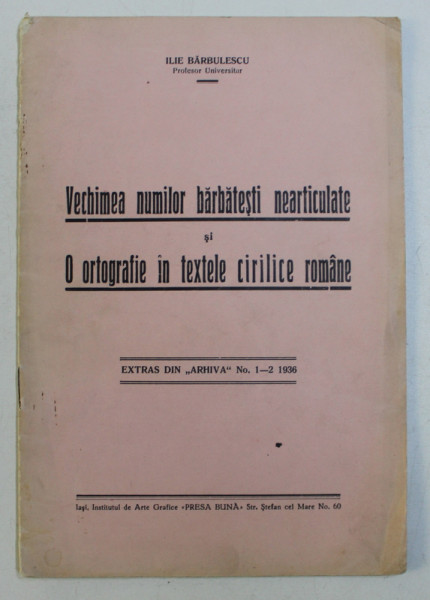 ILIE BĂRBULESCU
Profesor Universitar
Vechimea numilor bărbătești nearticulate
și
O ortografie în textele cirilice române
EXTRAS DIN „ARHIVA“ No. 1—2 1936
Iași, Institutul de Arte Grafice «PRESA BUNĂ» Str. Ștefan cel Mare No. 60